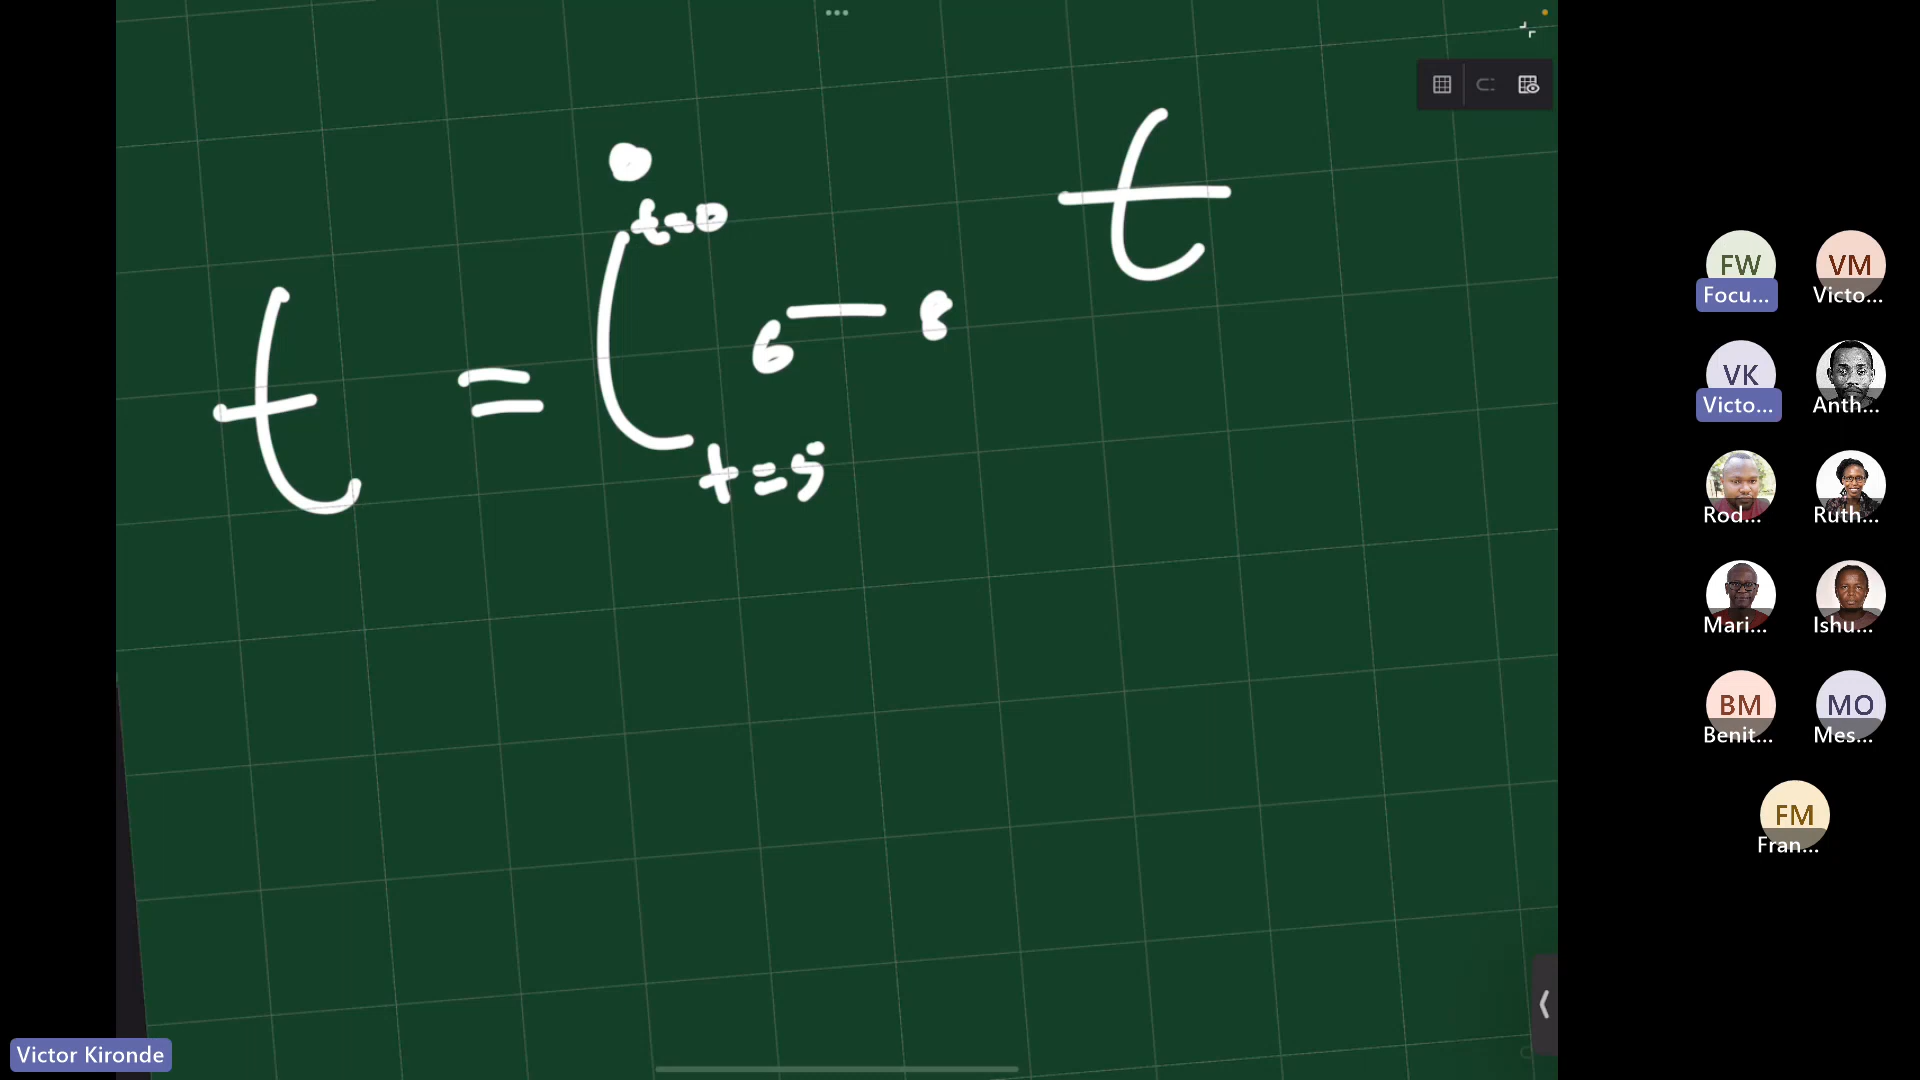 t
t=0
6 — 8
t =
t=5
FW
VM
Focu...
Victo...
VK
Victo...
Anth...
Rod...
Ruth...
Mari...
Ishu...
BM
MO
Benit...
Mes...
FM
Fran...
Victor Kironde